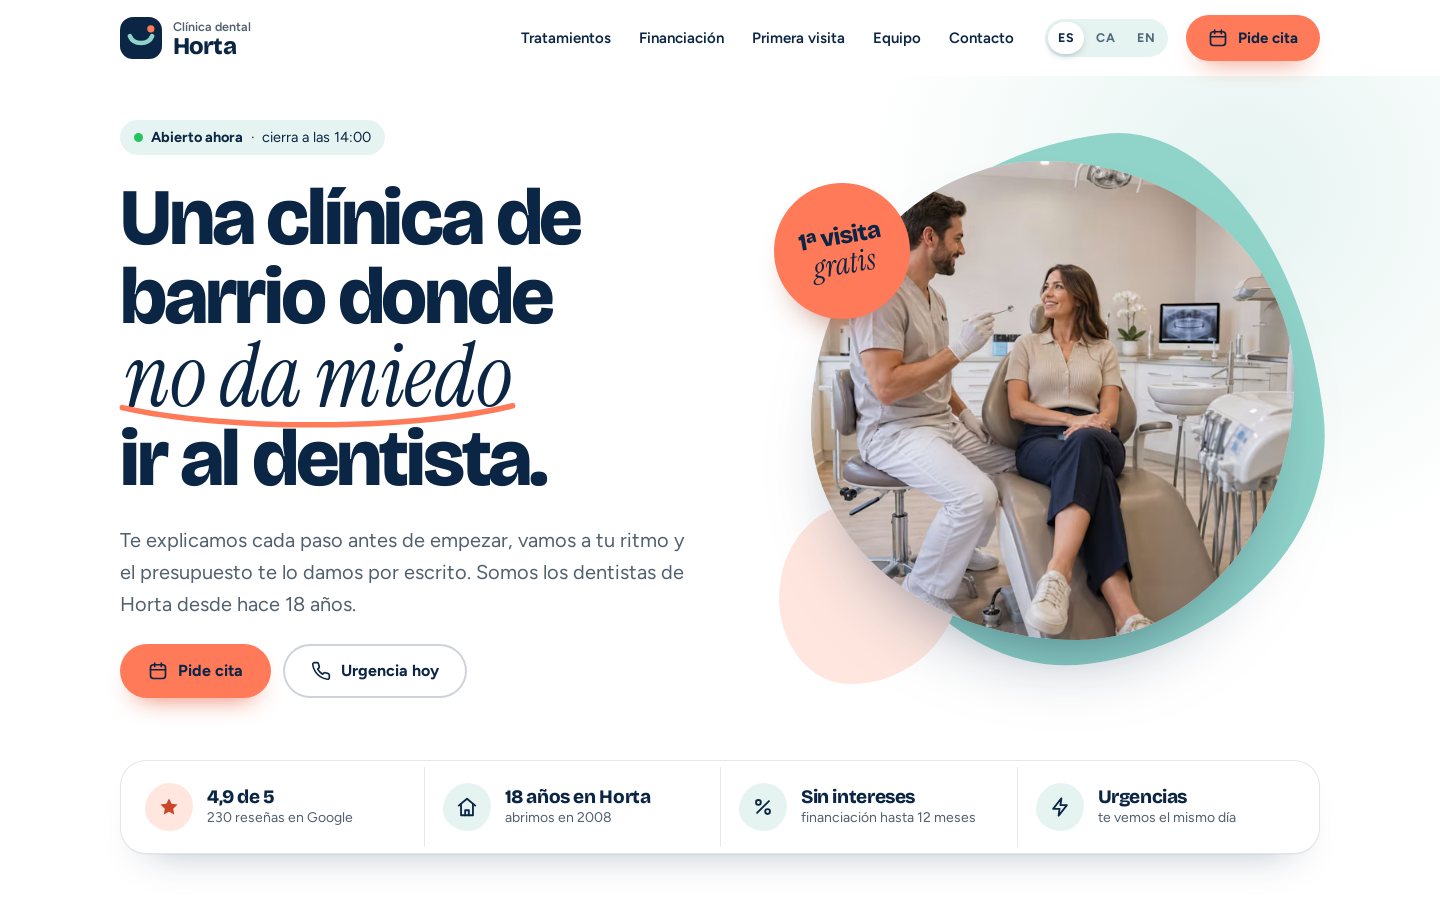 Clínica dental
Horta
Tratamientos
Financiación
Primera visita
Equipo
Contacto
ES
CA
EN
Pide cita
Abierto ahora · cierra a las 14:00
Una clínica de
barrio donde
no da miedo
ir al dentista.
Te explicamos cada paso antes de empezar, vamos a tu ritmo y
el presupuesto te lo damos por escrito. Somos los dentistas de
Horta desde hace 18 años.
Pide cita
Urgencia hoy
1ª visita
gratis
4,9 de 5
230 reseñas en Google
18 años en Horta
abrimos en 2008
Sin intereses
financiación hasta 12 meses
Urgencias
te vemos el mismo día